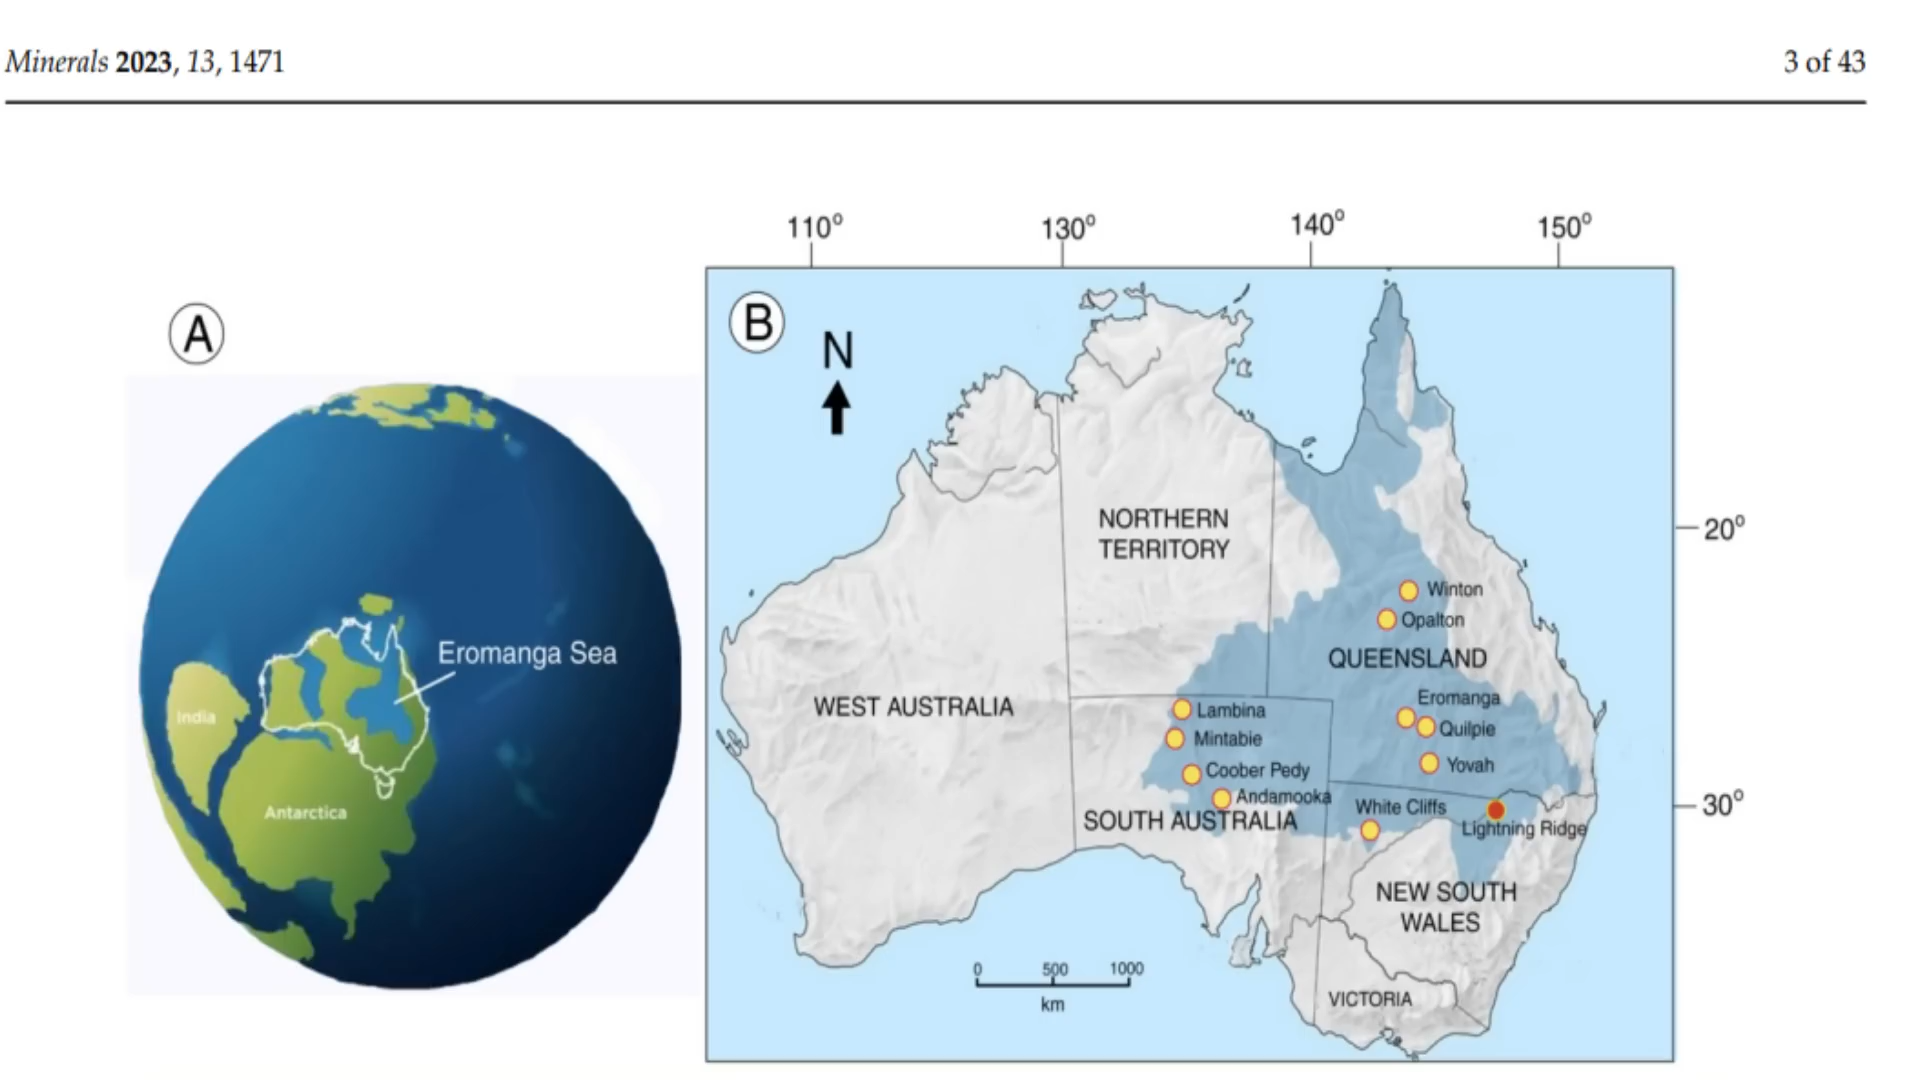 Minerals 2023, 13, 1471
3 of 43
A
Eromanga Sea
India
Antarctica
110° 130° 140° 150°
B
N
NORTHERN
TERRITORY
20°
Winton
Opalton
QUEENSLAND
Eromanga
WEST AUSTRALIA
Lambina
Quilpie
Mintabie
Yovah
Coober Pedy
Andamooka
White Cliffs
30°
SOUTH AUSTRALIA
Lightning Ridge
NEW SOUTH
WALES
0 500 1000
km
VICTORIA